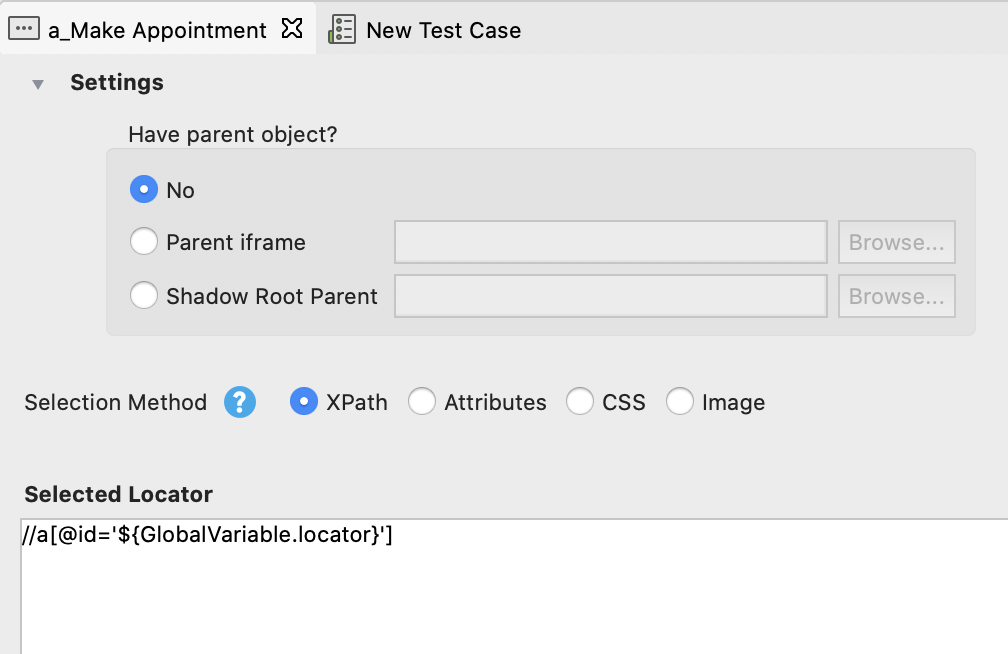 a_Make Appointment New Test Case
Settings
Have parent object?
No
Parent iframe Browse...
Shadow Root Parent Browse...
Selection Method ? XPath Attributes CSS Image
Selected Locator
//a[@id='${GlobalVariable.locator}']